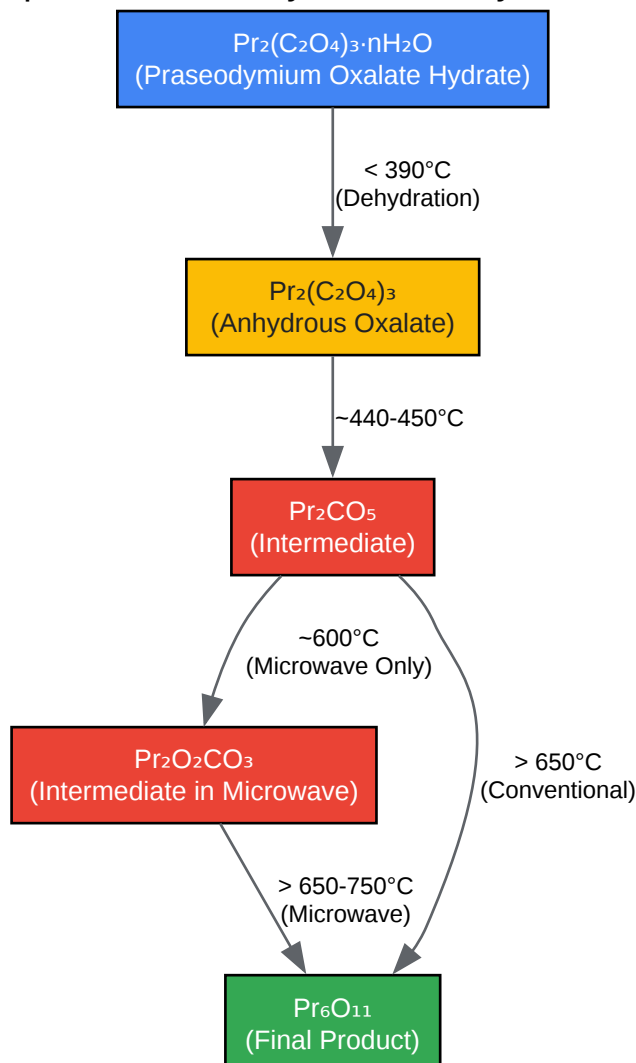 Pr₂(C₂O₄)₃·nH₂O
(Praseodymium Oxalate Hydrate)
< 390°C
(Dehydration)
Pr₂(C₂O₄)₃
(Anhydrous Oxalate)
~440-450°C
Pr₂CO₅
(Intermediate)
~600°C
(Microwave Only)
Pr₂O₂CO₃
(Intermediate in Microwave)
> 650°C
(Conventional)
> 650-750°C
(Microwave)
Pr₆O₁₁
(Final Product)